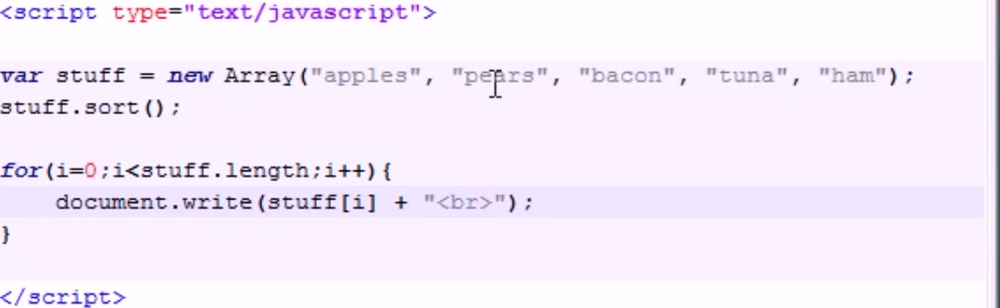 <script type="text/javascript">
var stuff = new Array("apples", "pears", "bacon", "tuna", "ham");
stuff.sort();
for(i=0;i<stuff.length;i++){
    document.write(stuff[i] + "<br>");
}
</script>